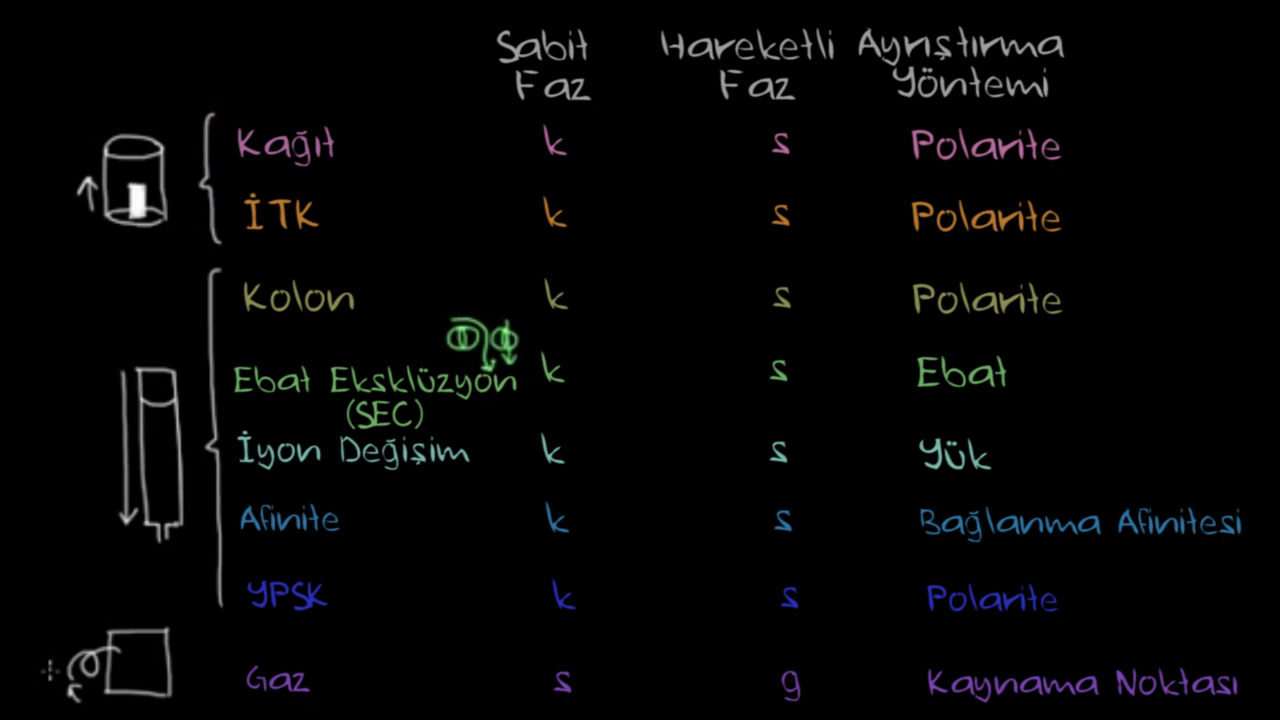 Sabit Hareketli Ayrıştırma
Faz Faz Yöntemi
Kağıt k s Polarite
İTK k s Polarite
Kolon k s Polarite
Ebat Eksklüzyon k s Ebat
(SEC)
İyon Değişim k s Yük
Afinite k s Bağlanma Afinitesi
YPSK k s Polarite
Gaz s g Kaynama Noktası